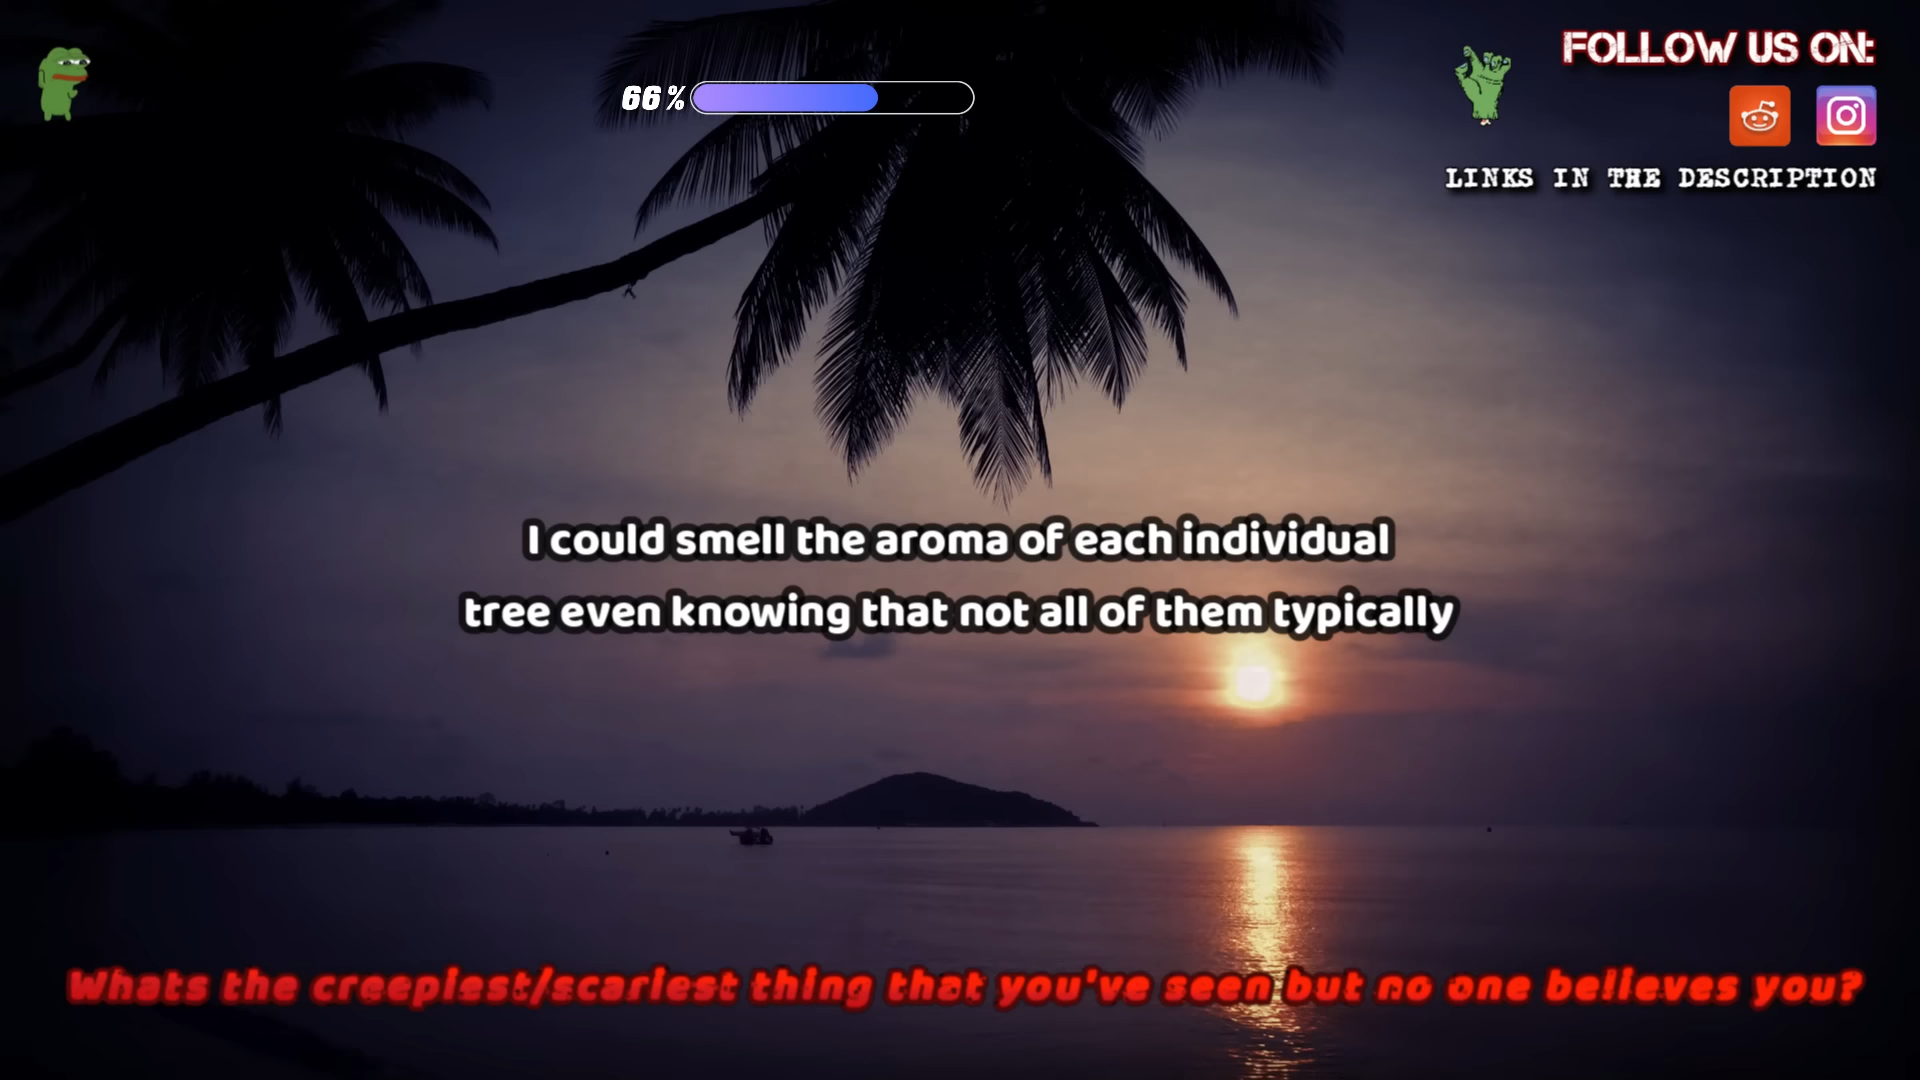 FOLLOW US ON:
66%
LINKS IN THE DESCRIPTION
I could smell the aroma of each individual
tree even knowing that not all of them typically
Whats the creepiest/scariest thing that you've seen but no one believes you?